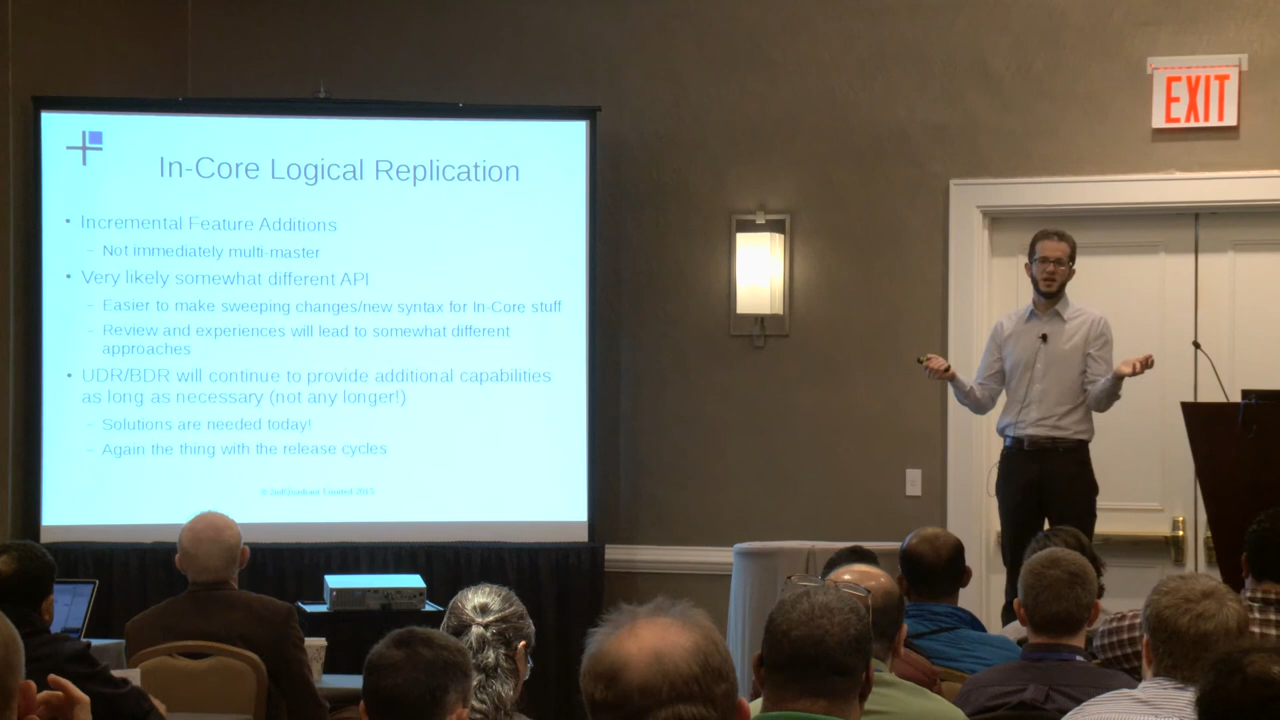 EXIT
In-Core Logical Replication
• Incremental Feature Additions
– Not immediately multi-master
• Very likely somewhat different API
– Easier to make sweeping changes/new syntax for In-Core stuff
– Review and experiences will lead to somewhat different
approaches
• UDR/BDR will continue to provide additional capabilities
as long as necessary (not any longer!)
– Solutions are needed today!
– Again the thing with the release cycles
© 2ndQuadrant Limited 2015